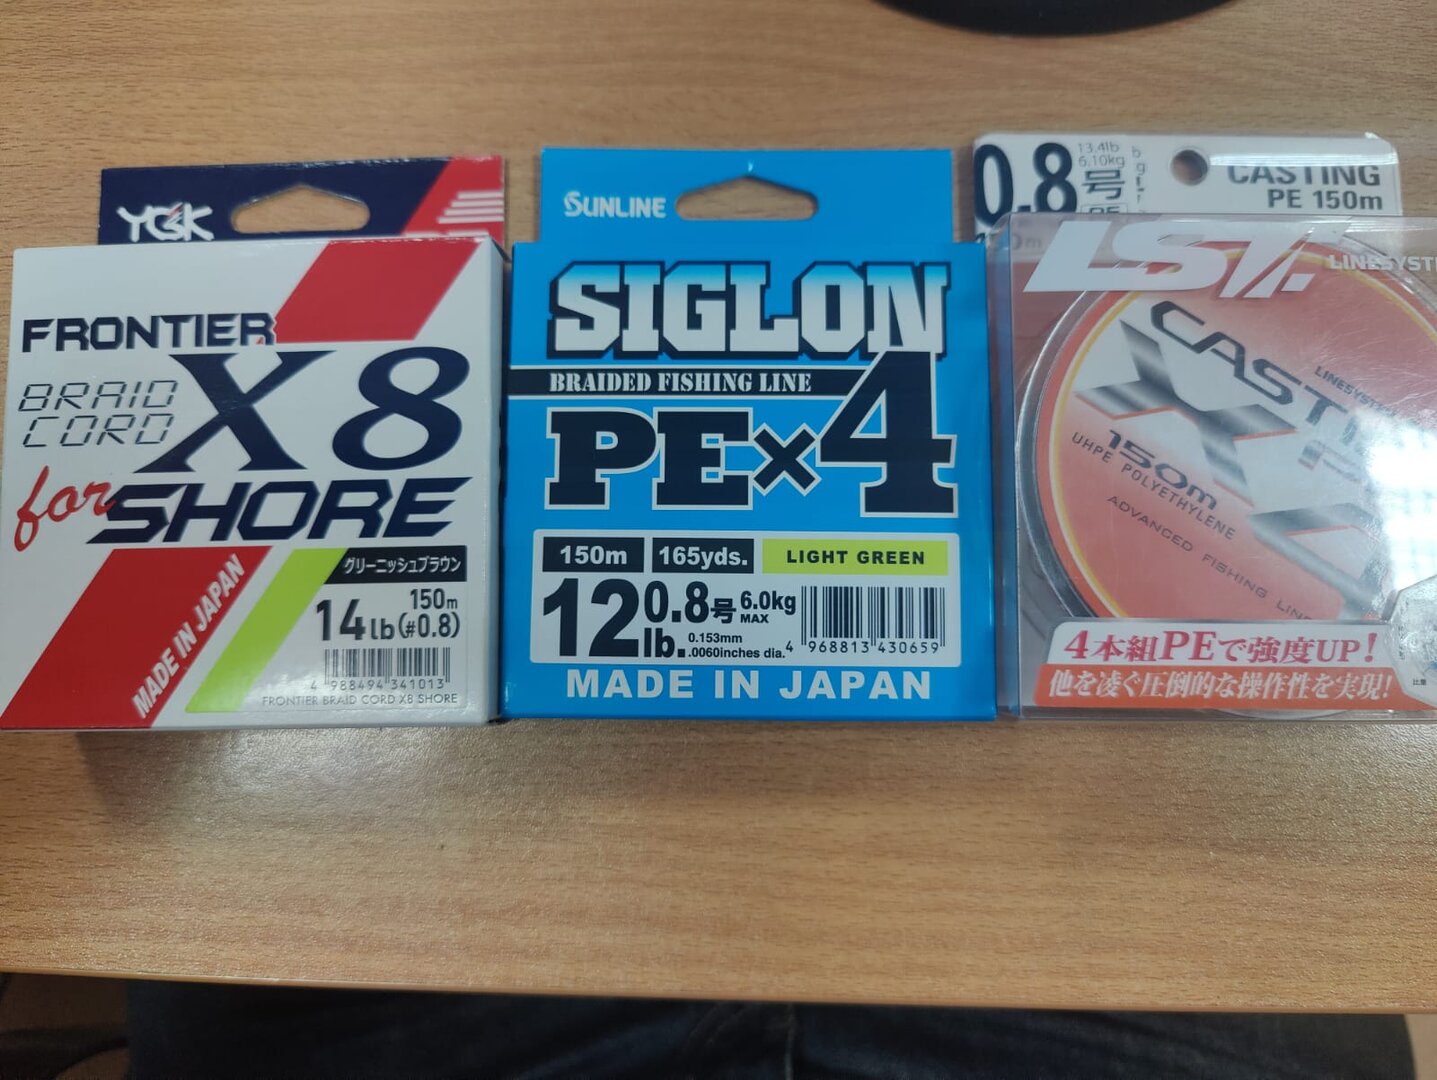 YGK
FRONTIER
BRAID
CORD
X8
for SHORE
MADE IN JAPAN
グリーニッシュブラウン
150m
14lb(#0.8)
4 988494 341013
FRONTIER BRAID CORD X8 SHORE
SUNLINE
SIGLON
BRAIDED FISHING LINE
PE×4
150m 165yds. LIGHT GREEN
12lb. 0.8号 6.0kg MAX
0.153mm
.0060inches dia.
4 968813 430659
MADE IN JAPAN
0.8号 13.4lb
6.10kg
CASTING
PE 150m
LS
CASTI
150m
UHPE POLYETHYLENE
ADVANCED FISHING LIN
4本組PEで強度UP!
他を凌ぐ圧倒的な操作性を実現!